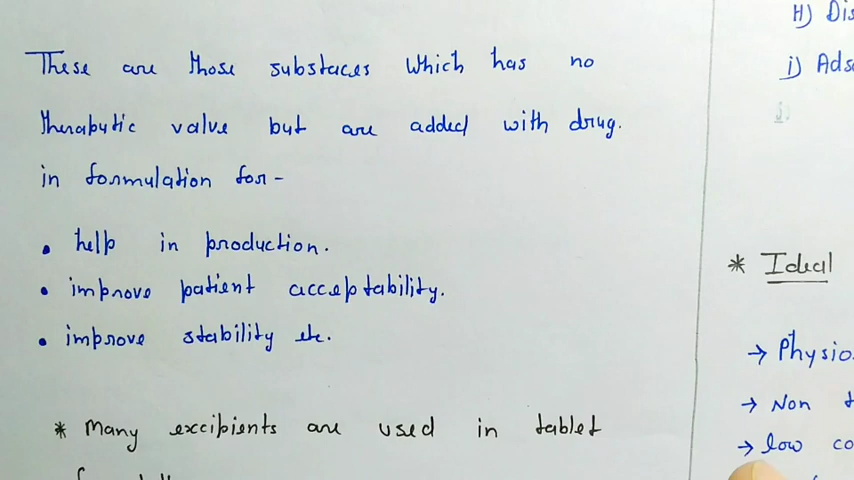 These are those substaces which has no
therabutic valve but are added with drug.
in formulation for-
• help in production.
• improve patient acceptability.
• improve stability etc.
* Many excipients are used in tablet
H) Dis
i) Ads
j)
* Ideal
→ Physio
→ Non t
→ low co